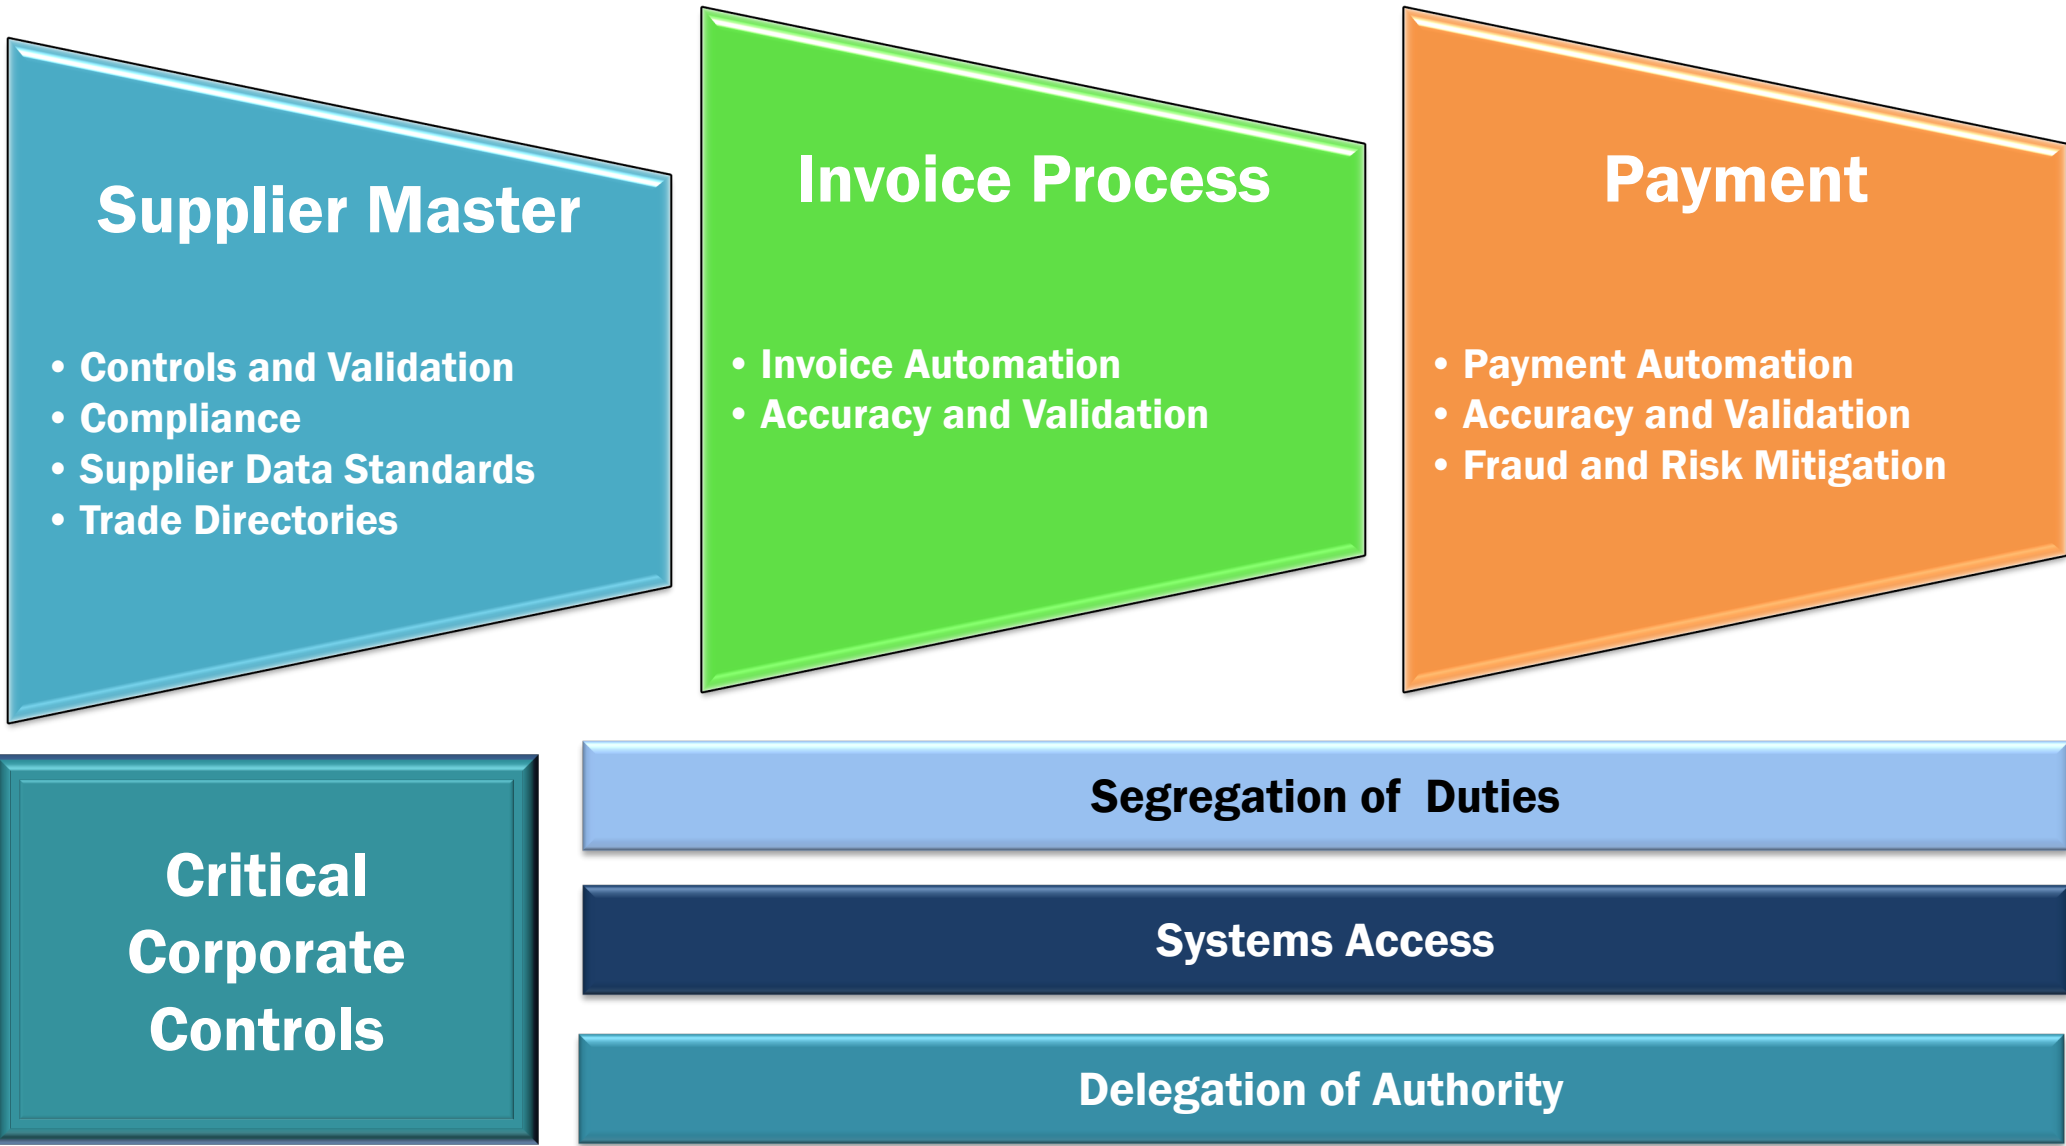 Supplier Master
• Controls and Validation
• Compliance
• Supplier Data Standards
• Trade Directories
Invoice Process
• Invoice Automation
• Accuracy and Validation
Payment
• Payment Automation
• Accuracy and Validation
• Fraud and Risk Mitigation
Critical
Corporate
Controls
Segregation of  Duties
Systems Access
Delegation of Authority